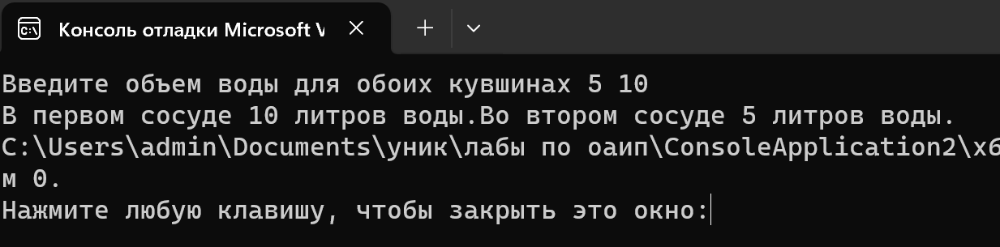 Консоль отладки Microsoft V
Введите объем воды для обоих кувшинах 5 10
В первом сосуде 10 литров воды.Во втором сосуде 5 литров воды.
C:\Users\admin\Documents\уник\лабы по оаип\ConsoleApplication2\x6
м 0.
Нажмите любую клавишу, чтобы закрыть это окно: